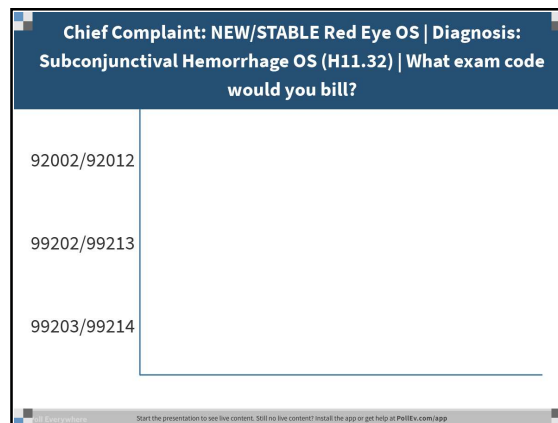 Chief Complaint: NEW/STABLE Red Eye OS | Diagnosis:
Subconjunctival Hemorrhage OS (H11.32) | What exam code
would you bill?
92002/92012
99202/99213
99203/99214
Poll Everywhere
Start the presentation to see live content. Still no live content? Install the app or get help at PollEv.com/app